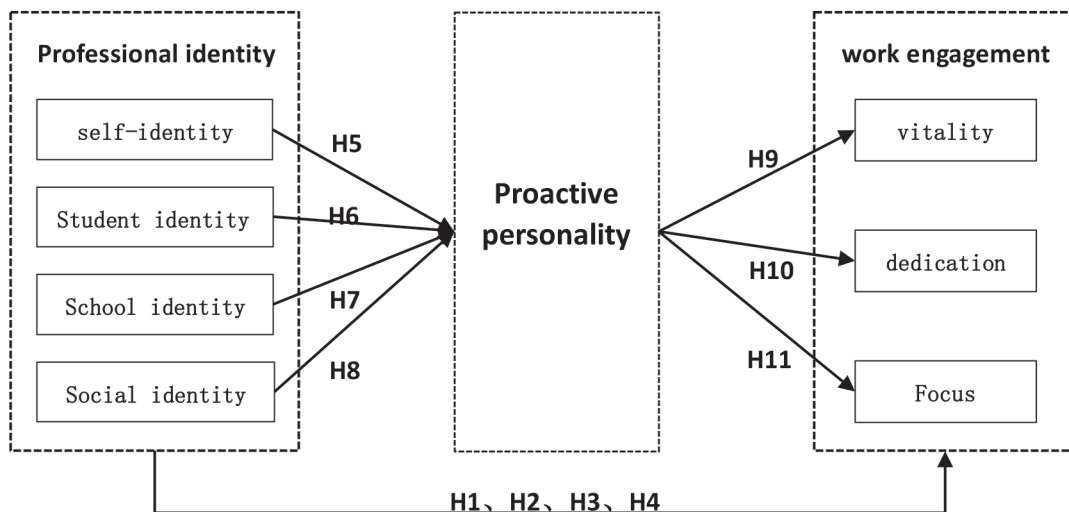 Professional identity
self-identity
Student identity
School identity
Social identity
H5
H6
H7
H8
Proactive
personality
H9
H10
H11
work engagement
vitality
dedication
Focus
H1、H2、H3、H4